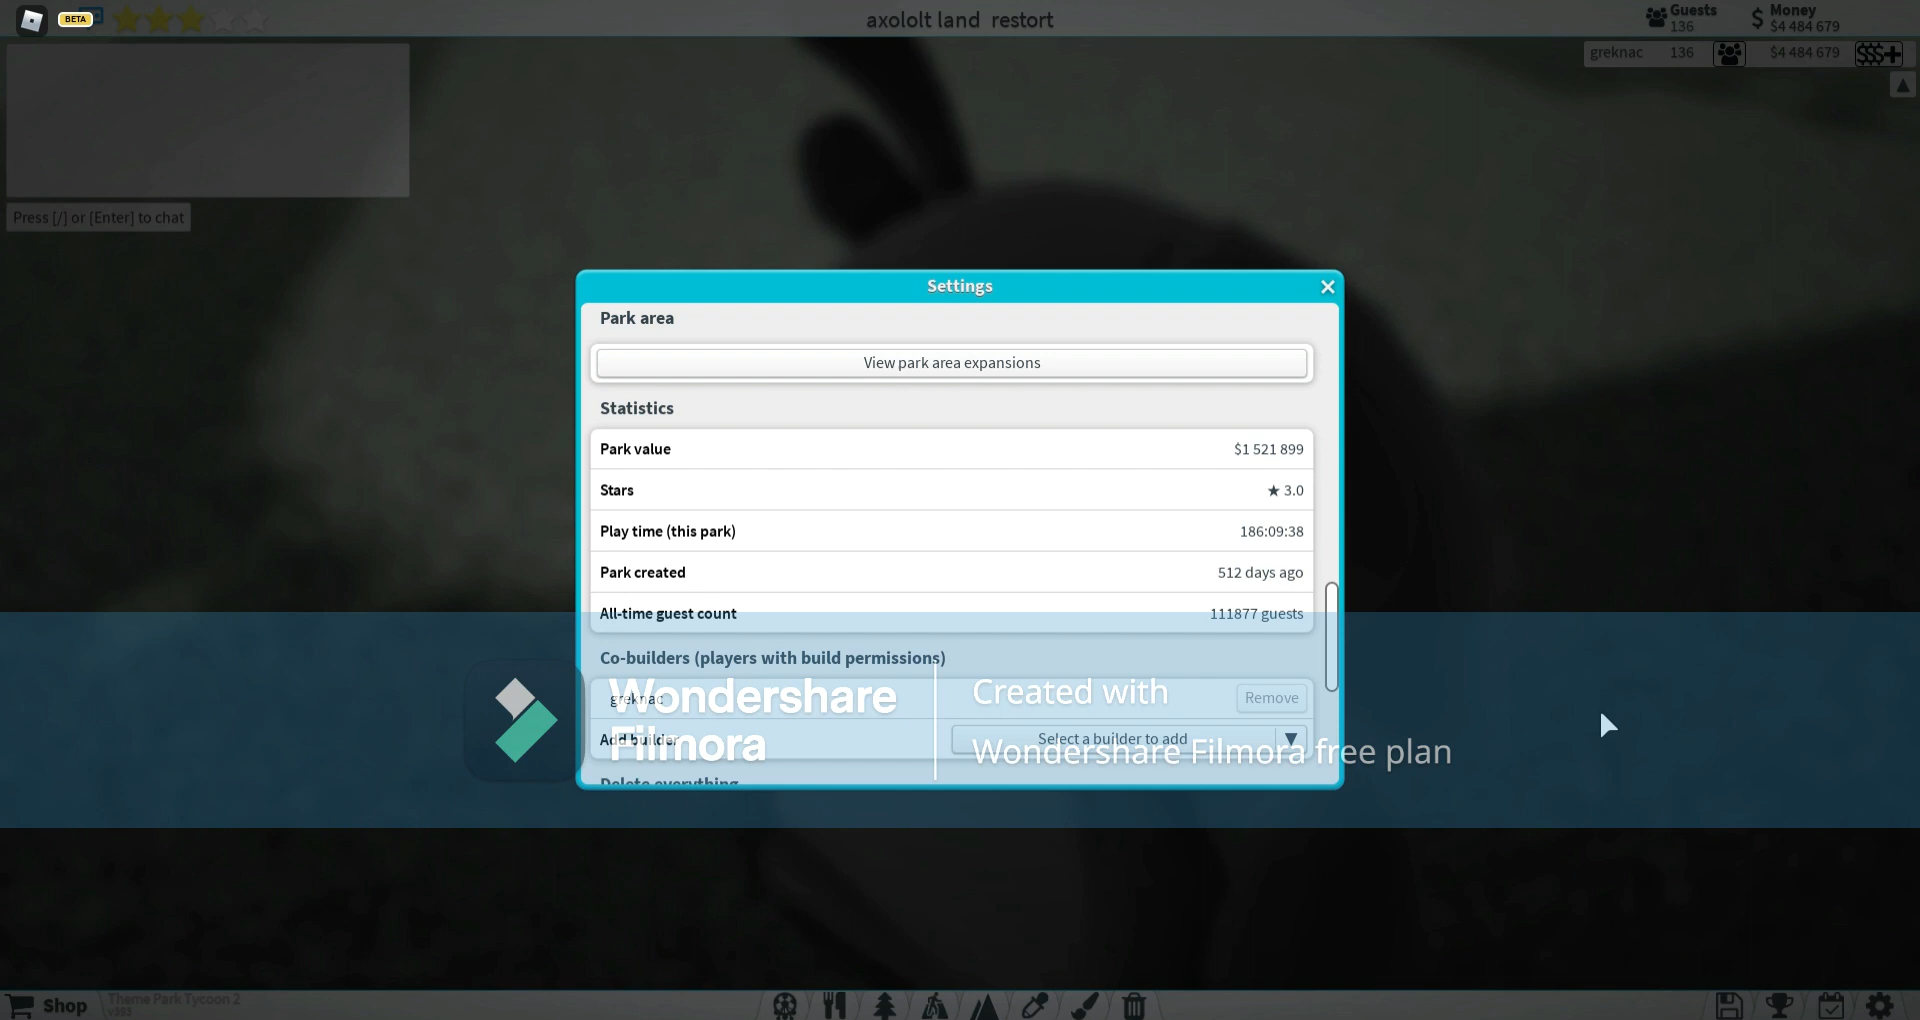 BETA
axololt land restort
Guests
136
Money
$4 484 679
greknac 136 $4 484 679 $$$+
Press [/] or [Enter] to chat
Settings
Park area
View park area expansions
Statistics
Park value $1 521 899
Stars ★ 3.0
Play time (this park) 186:09:38
Park created 512 days ago
All-time guest count 111877 guests
Co-builders (players with build permissions)
greknac Remove
Add builder Select a builder to add
Delete everything
Wondershare
Filmora
Created with
Wondershare Filmora free plan
Shop
Theme Park Tycoon 2
v393